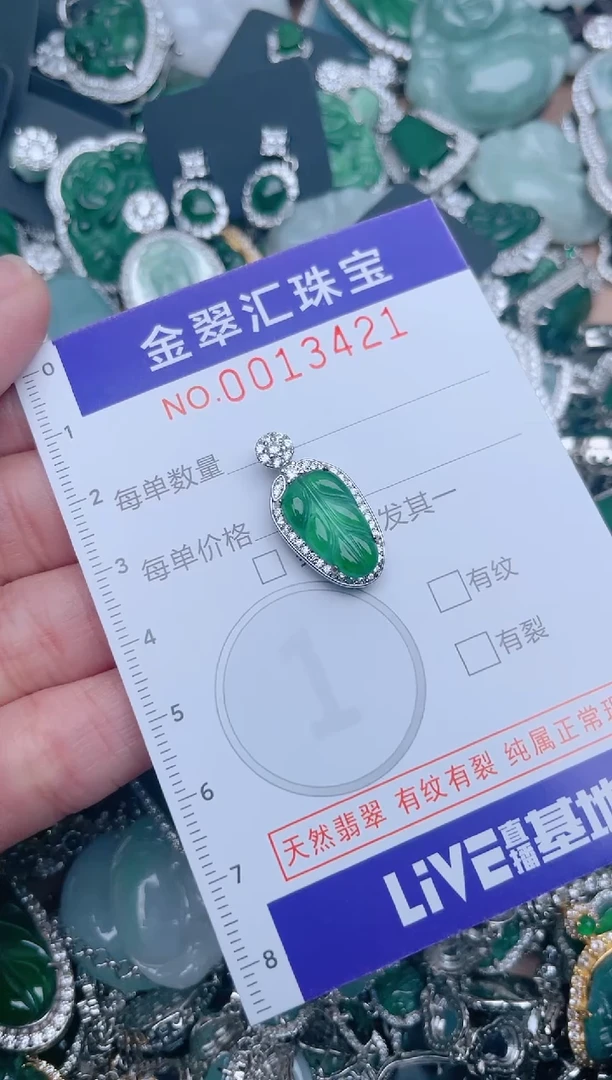 金翠汇珠宝
NO.0013421
0
1
2
3
4
5
6
7
8
每单数量
每单价格
发其一
有纹
有裂
1
天然翡翠 有纹有裂 纯属正常
LiVE直播基地